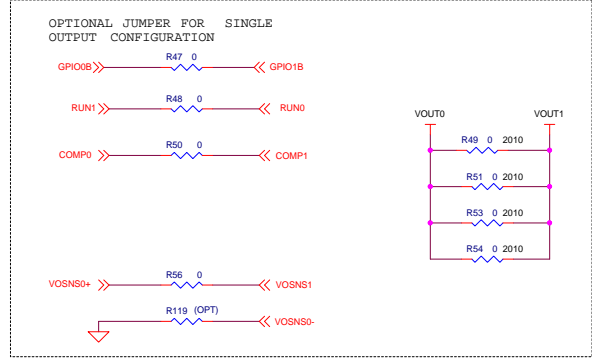 OPTIONAL JUMPER FOR SINGLE
OUTPUT CONFIGURATION
GPIO0B R47 0 GPIO1B
RUN1 R48 0 RUN0
COMP0 R50 0 COMP1
VOUT0 VOUT1
R49 0 2010
R51 0 2010
R53 0 2010
R54 0 2010
VOSNS0+ R56 0 VOSNS1
R119 (OPT) VOSNS0-